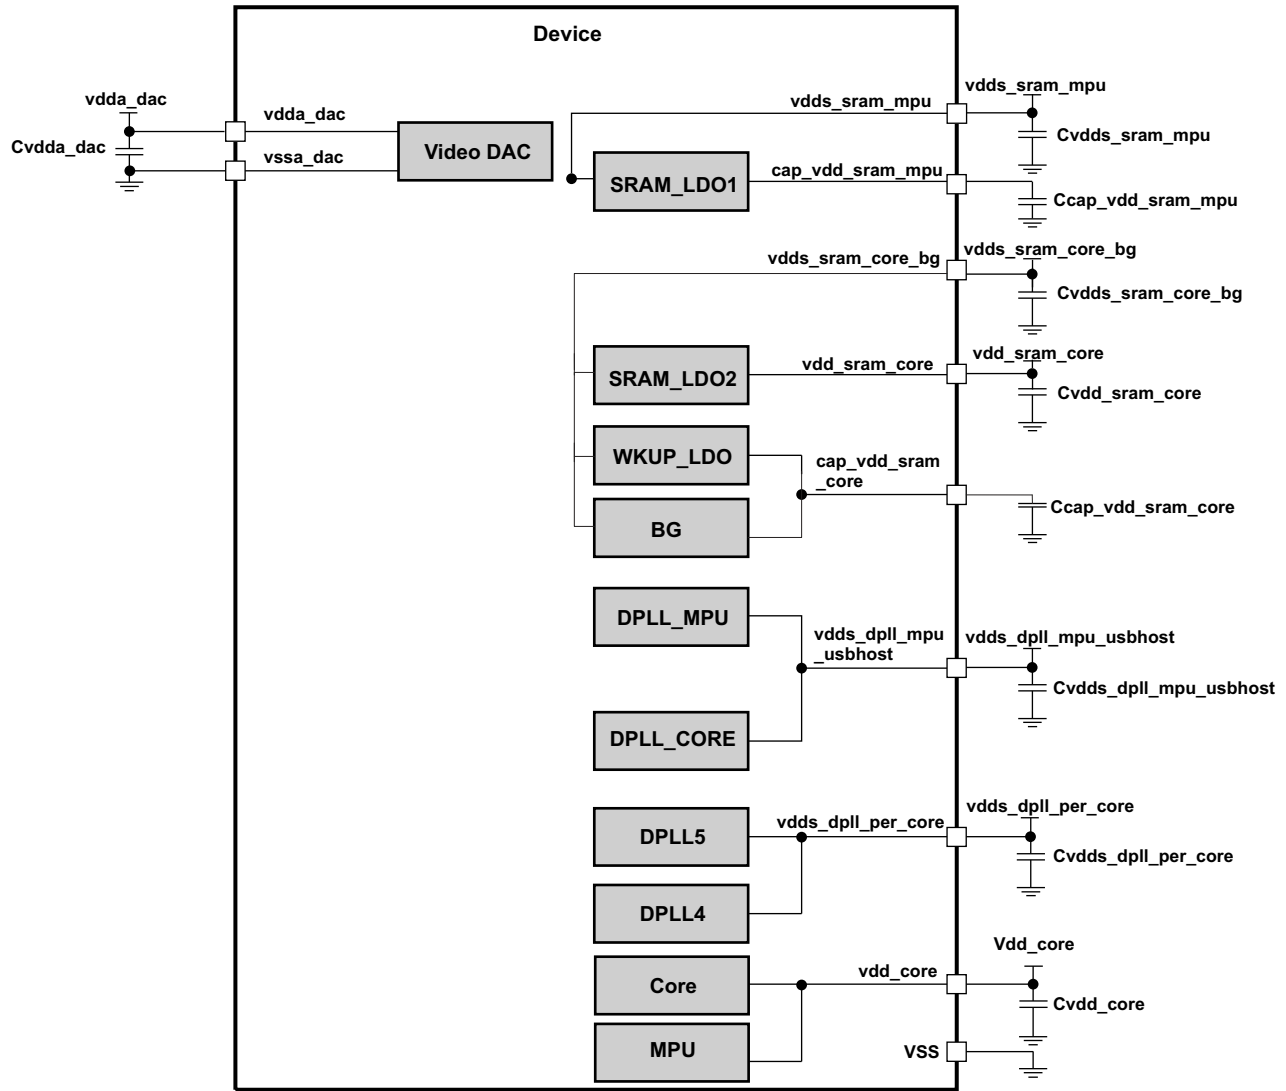 Device
vdda_dac
vdda_dac
Cvdda_dac
vssa_dac
Video DAC
vdds_sram_mpu
vdds_sram_mpu
Cvdds_sram_mpu
SRAM_LDO1
cap_vdd_sram_mpu
Ccap_vdd_sram_mpu
vdds_sram_core_bg
vdds_sram_core_bg
Cvdds_sram_core_bg
SRAM_LDO2
vdd_sram_core
vdd_sram_core
Cvdd_sram_core
WKUP_LDO
cap_vdd_sram
_core
Ccap_vdd_sram_core
BG
DPLL_MPU
vdds_dpll_mpu
_usbhost
vdds_dpll_mpu_usbhost
Cvdds_dpll_mpu_usbhost
DPLL_CORE
DPLL5
vdds_dpll_per_core
vdds_dpll_per_core
Cvdds_dpll_per_core
DPLL4
Core
vdd_core
Vdd_core
Cvdd_core
MPU
VSS